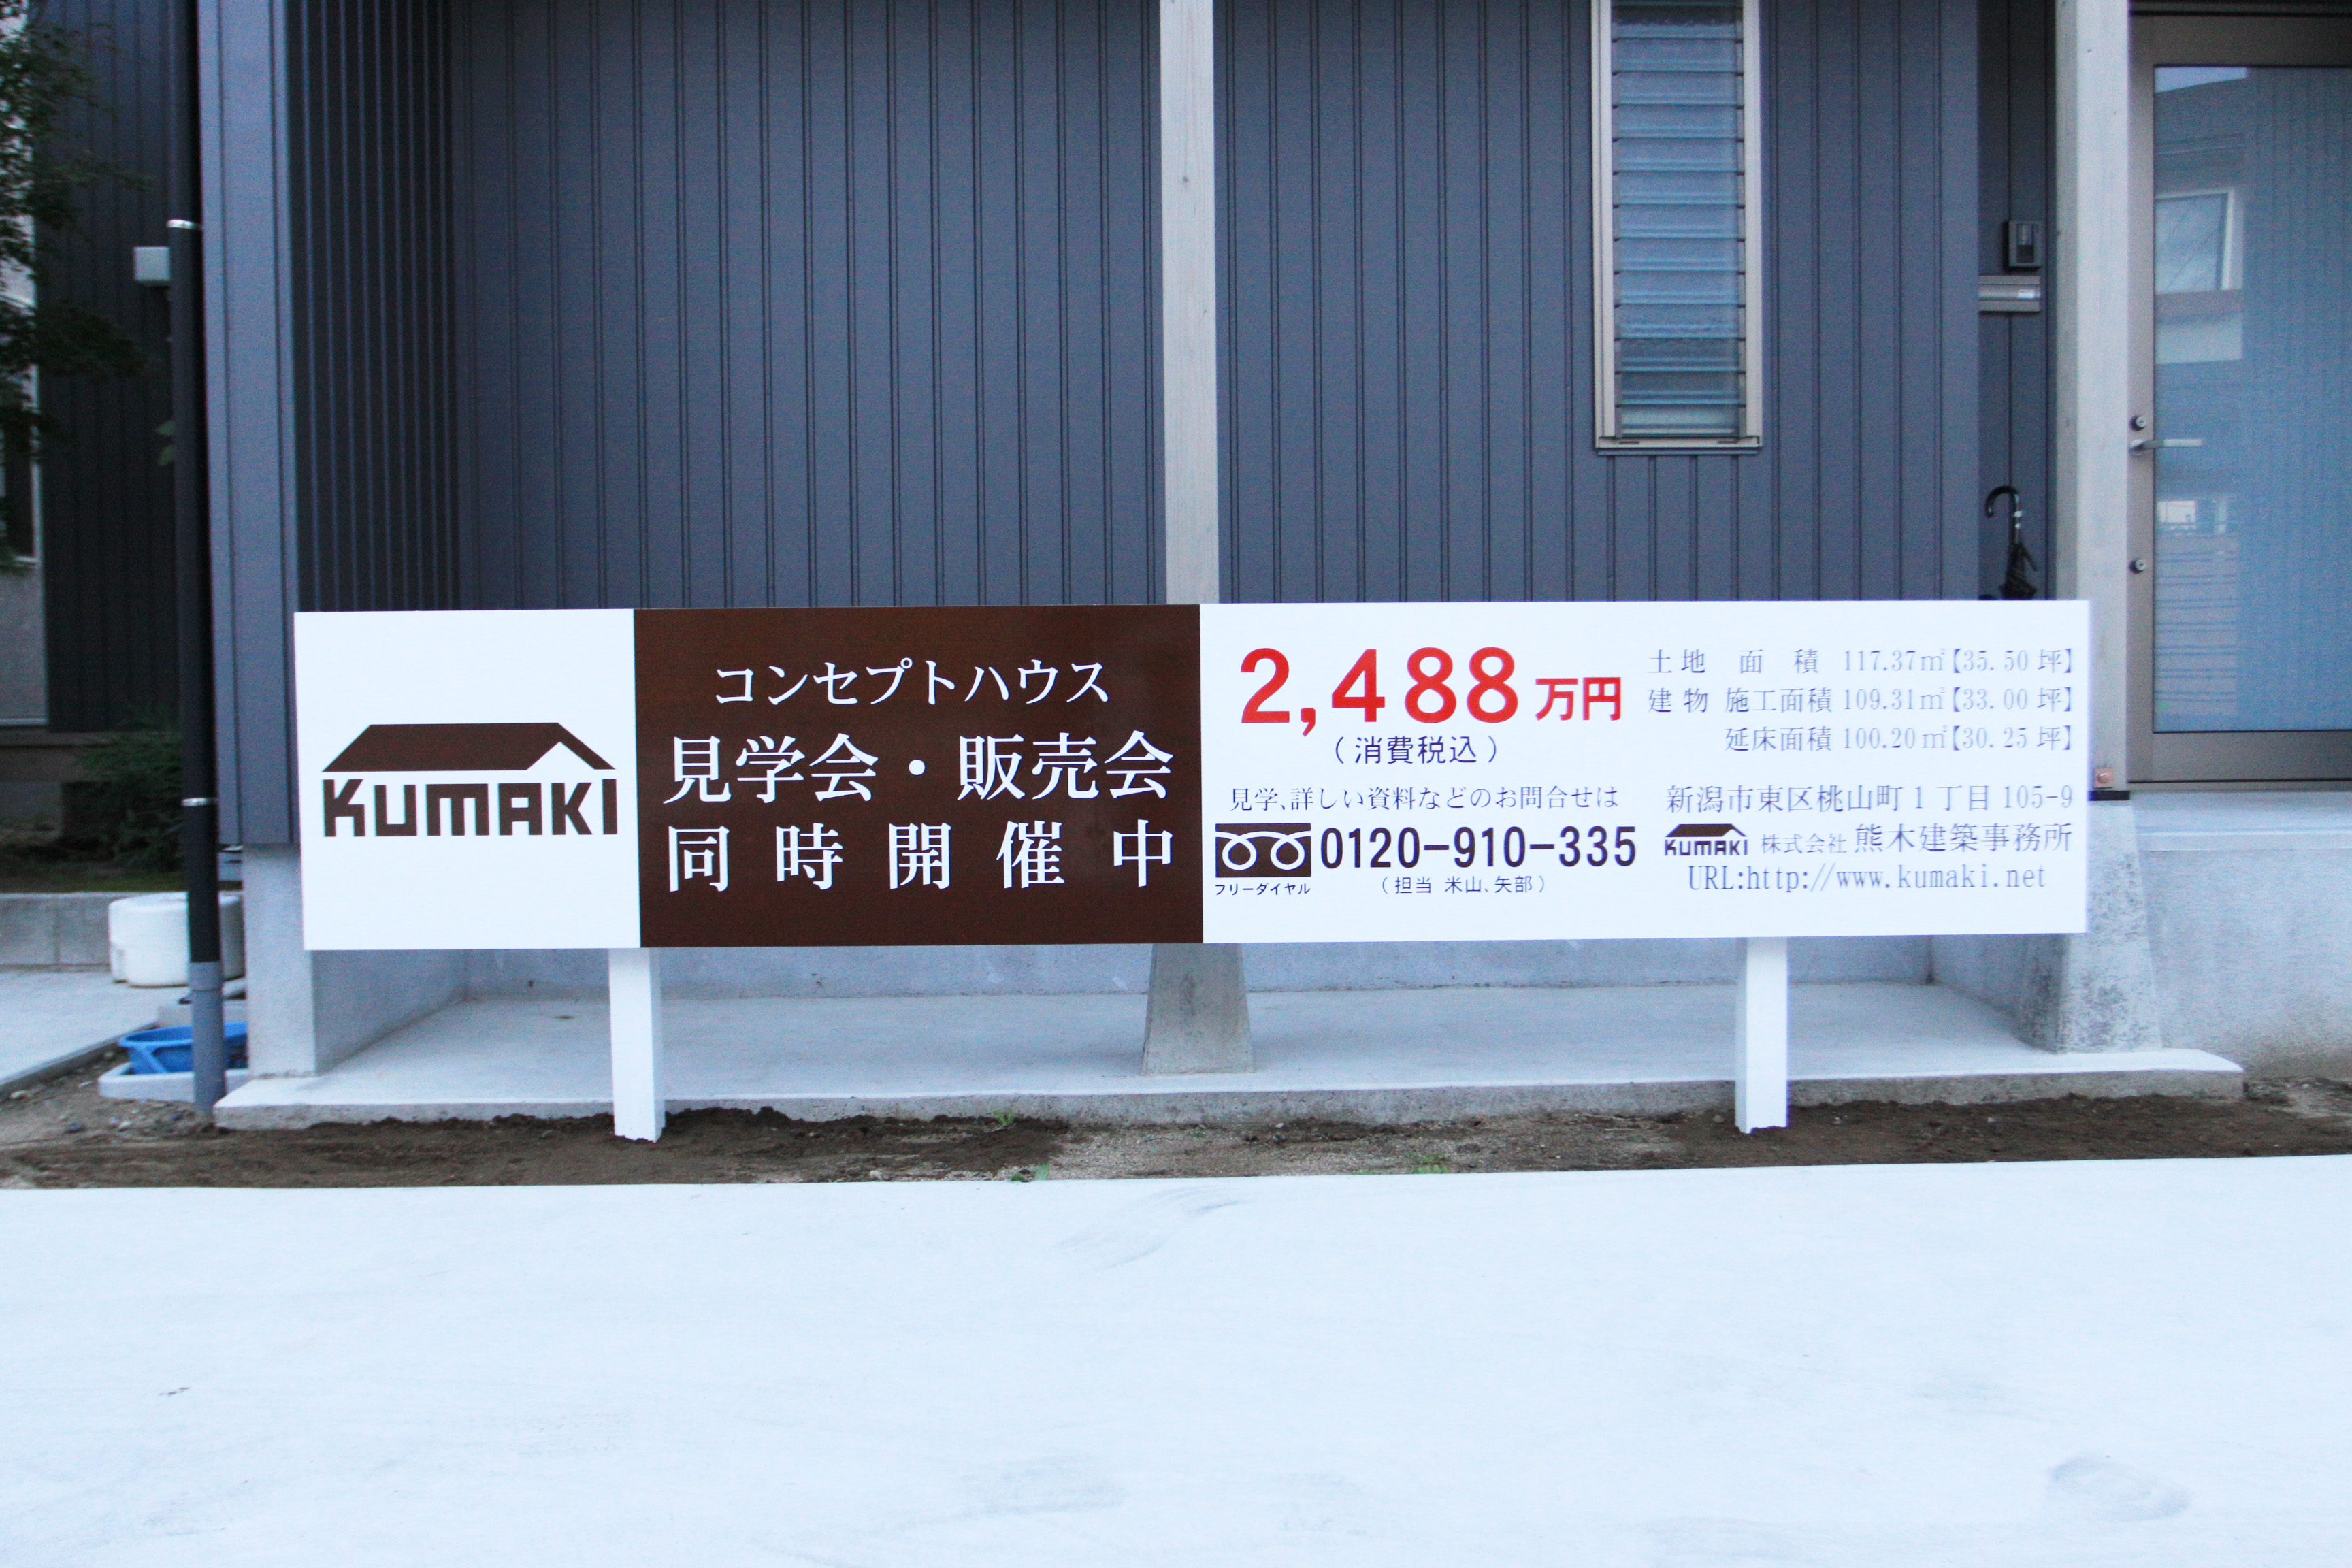 KUMAKI
コンセプトハウス
見学会・販売会
同時開催中
2,488万円
(消費税込)
見学、詳しい資料などのお問合せは
フリーダイヤル
0120-910-335
(担当 米山、矢部)
土地 面積 117.37㎡【35.50坪】
建物 施工面積 109.31㎡【33.00坪】
延床面積 100.20㎡【30.25坪】
新潟市東区桃山町1丁目105-9
KUMAKI 株式会社 熊木建築事務所
URL:http://www.kumaki.net